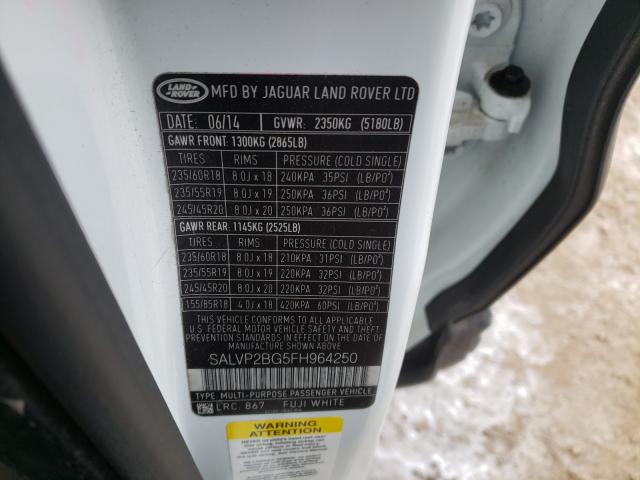 LAND-
ROVER
MFD BY JAGUAR LAND ROVER LTD
DATE: 06/14 GVWR: 2350KG (5180LB)
GAWR FRONT: 1300KG (2865LB)
TIRES RIMS PRESSURE (COLD SINGLE)
235/60R18 8.0J x 18 240KPA 35PSI (LB/PO²)
235/55R19 8.0J x 19 250KPA 36PSI (LB/PO²)
245/45R20 8.0J x 20 250KPA 36PSI (LB/PO²)
GAWR REAR: 1145KG (2525LB)
TIRES RIMS PRESSURE (COLD SINGLE)
235/60R18 8.0J x 18 210KPA 31PSI (LB/PO²)
235/55R19 8.0J x 19 220KPA 32PSI (LB/PO²)
245/45R20 8.0J x 20 220KPA 32PSI (LB/PO²)
155/85R18 4.0J x 18 420KPA 60PSI (LB/PO²)
THIS VEHICLE CONFORMS TO ALL APPLICABLE
U.S. FEDERAL MOTOR VEHICLE SAFETY
THEFT PREVENTION STANDARDS IN EFFECT ON THE DATE OF
MANUFACTURE SHOWN ABOVE
SALVP2BG5FH964250
TYPE: MULTI-PURPOSE PASSENGER VEHICLE
LRC. 867 FUJI WHITE
WARNING
ATTENTION